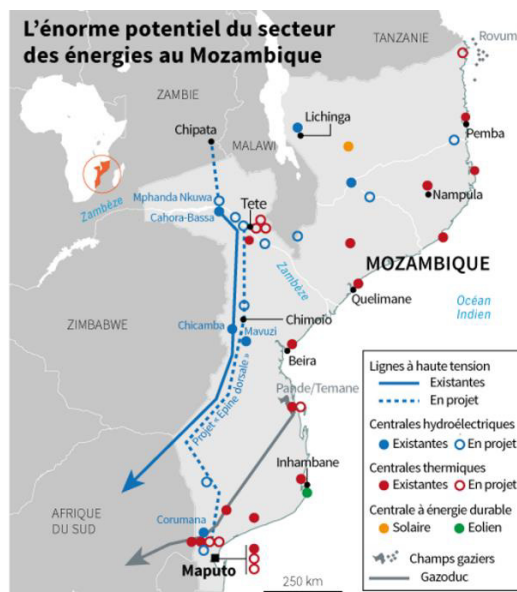 L'énorme potentiel du secteur
des énergies au Mozambique
TANZANIE
Rovum
ZAMBIE
Lichinga
Chipata
MALAWI
Pemba
Mphanda Nkuwa
Zambèze
Cahora-Bassa
Tete
Nampula
MOZAMBIQUE
Zambèze
Quelimane
Océan
Indien
ZIMBABWE
Chicamba
Chimoio
Mavuzi
Beira
Projet « Epine dorsale »
Pande/Temane
Inhambane
AFRIQUE
DU SUD
Corumana
Maputo
250 km
Lignes à haute tension
Existantes
En projet
Centrales hydroélectriques
Existantes En projet
Centrales thermiques
Existantes En projet
Centrale à énergie durable
Solaire Eolien
Champs gaziers
Gazoduc